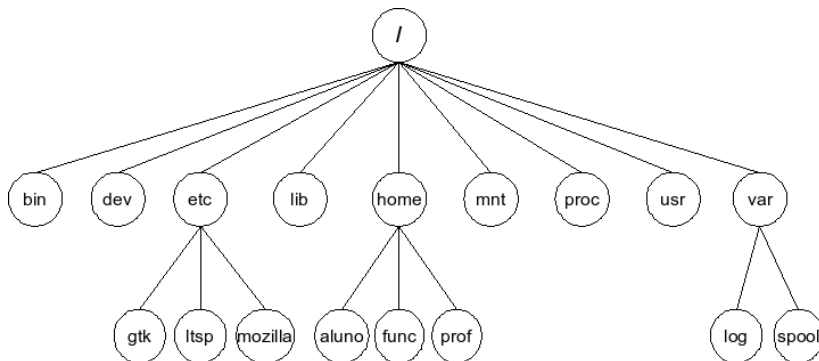 /
bin dev etc lib home mnt proc usr var
gtk ltsp mozilla aluno func prof log spool